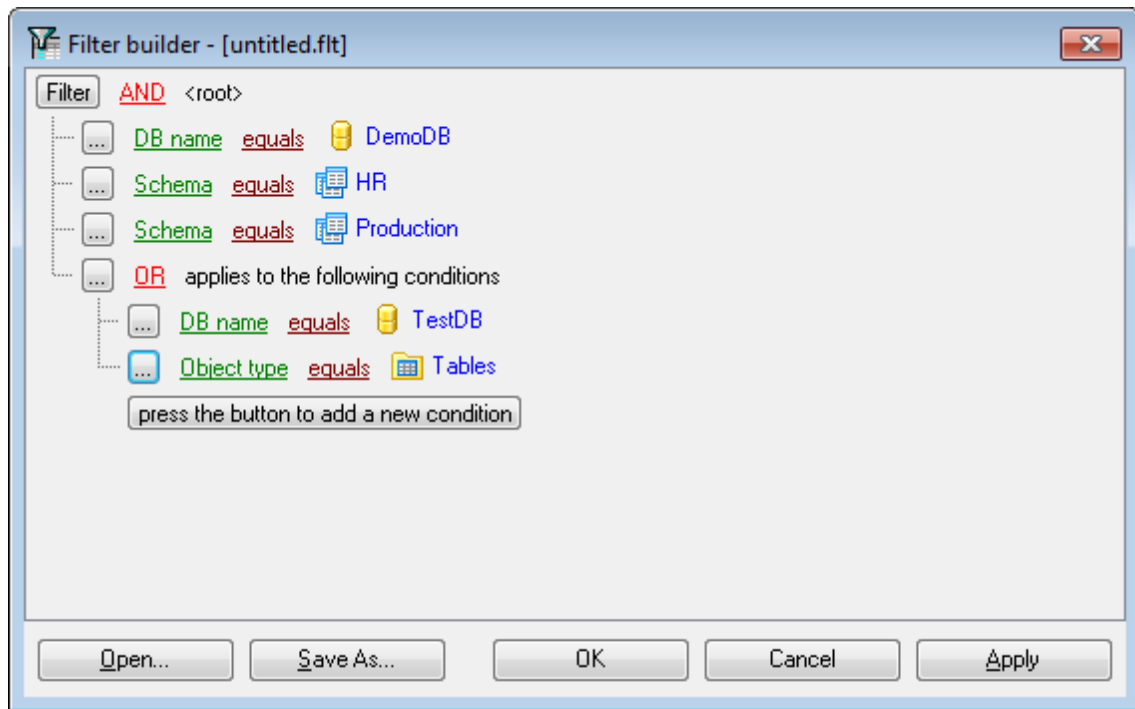 Filter builder - [untitled.flt]
Filter AND <root>
... DB name equals DemoDB
... Schema equals HR
... Schema equals Production
... OR applies to the following conditions
... DB name equals TestDB
... Object type equals Tables
press the button to add a new condition
Open... Save As... OK Cancel Apply